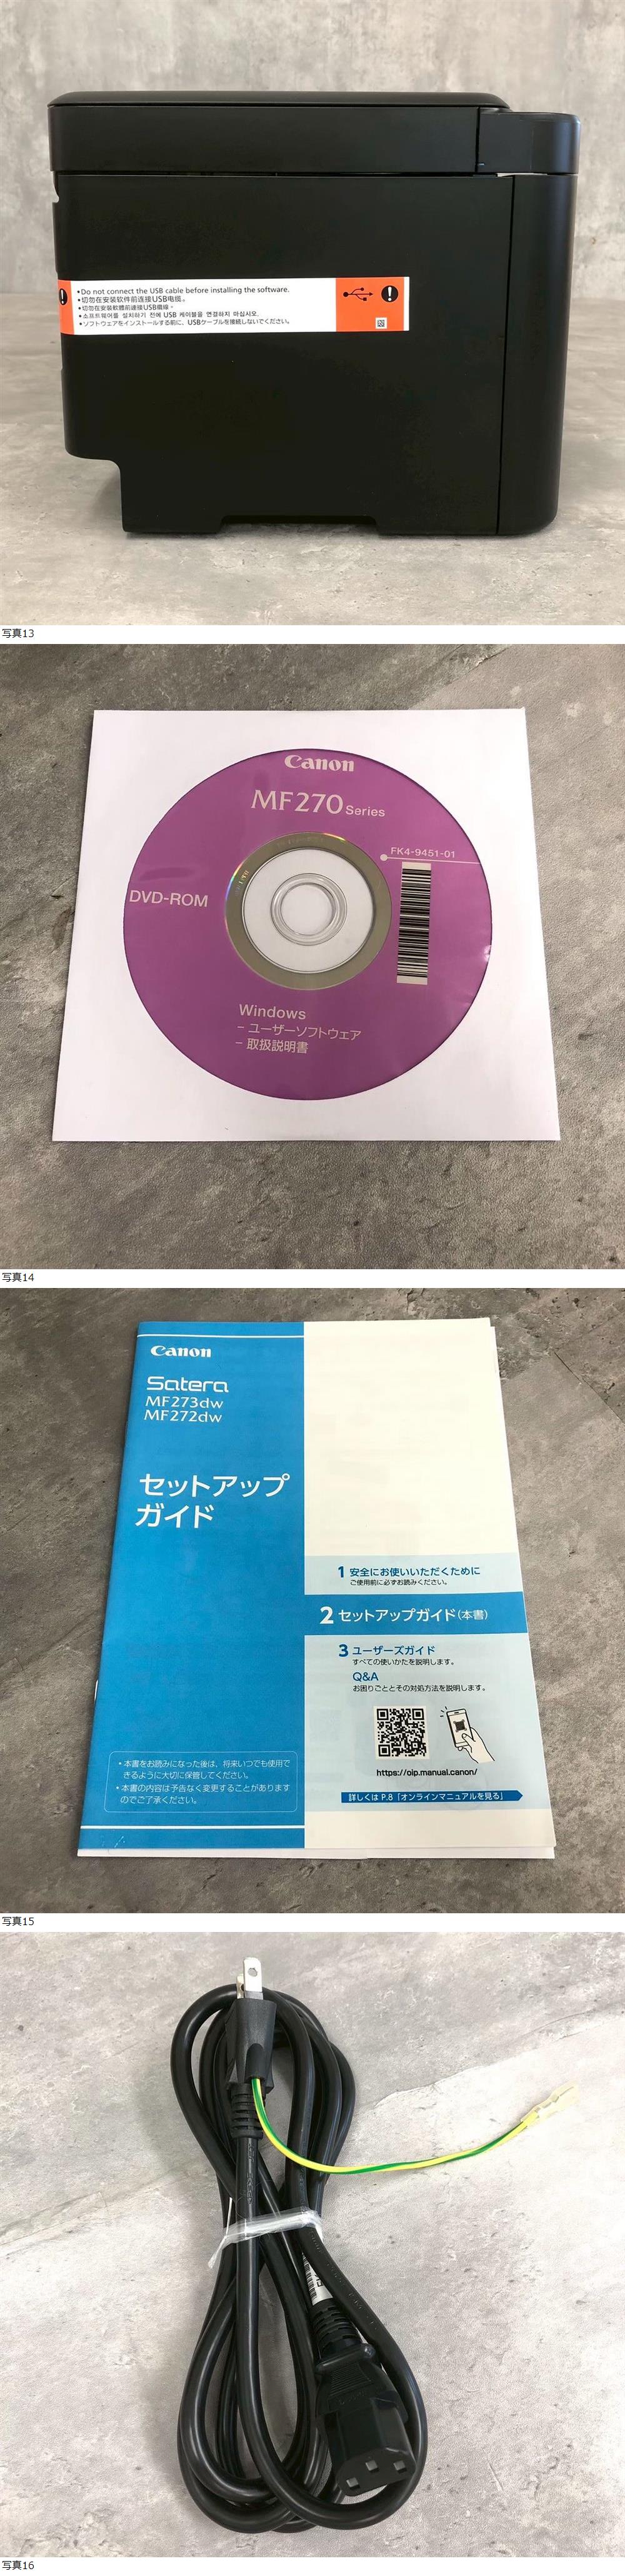 •Do not connect the USB cable before installing the software.
•切勿在安装软件前连接USB电缆。
•切勿在安裝軟體前連接USB纜線。
•소프트웨어를 설치하기 전에 USB 케이블을 연결하지 마십시오.
•ソフトウェアをインストールする前に、USBケーブルを接続しないでください。
写真13
Canon
MF270 Series
FK4-9451-01
DVD-ROM
Windows
– ユーザーソフトウェア
– 取扱説明書
写真14
Canon
Satera
MF273dw
MF272dw
セットアップ
ガイド
1 安全にお使いいただくために
ご使用前に必ずお読みください。
2 セットアップガイド(本書)
3 ユーザーズガイド
すべての使いかたを説明します。
Q&A
お困りごととその対処方法を説明します。
https://oip.manual.canon/
詳しくは P.8「オンラインマニュアルを見る」
•本書をお読みになった後は、将来いつでも使用で
きるように大切に保管してください。
•本書の内容は予告なく変更することがあります
のでご了承ください。
写真15
写真16